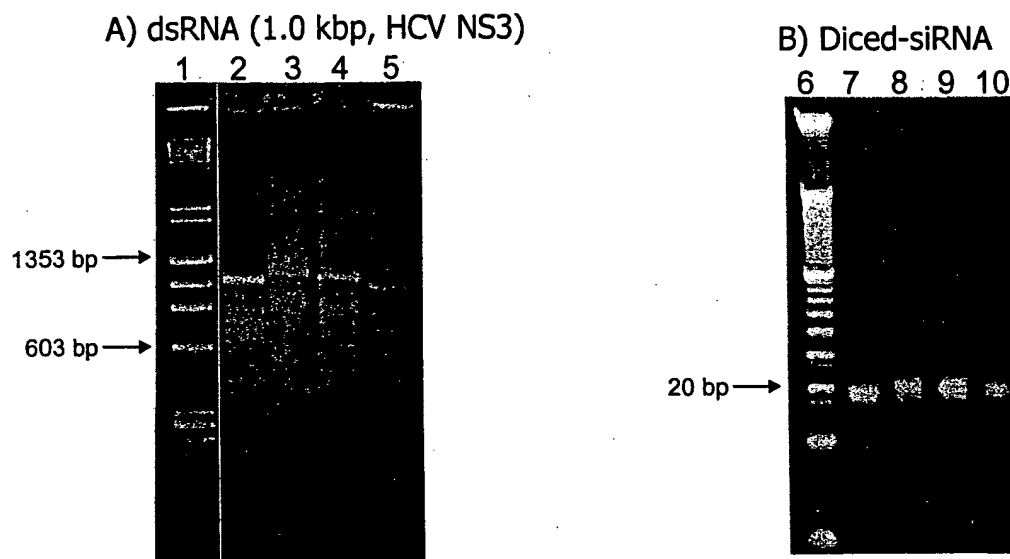 A) dsRNA (1.0 kbp, HCV NS3)
1 2 3 4 5
1353 bp
603 bp
B) Diced-siRNA
6 7 8 9 10
20 bp